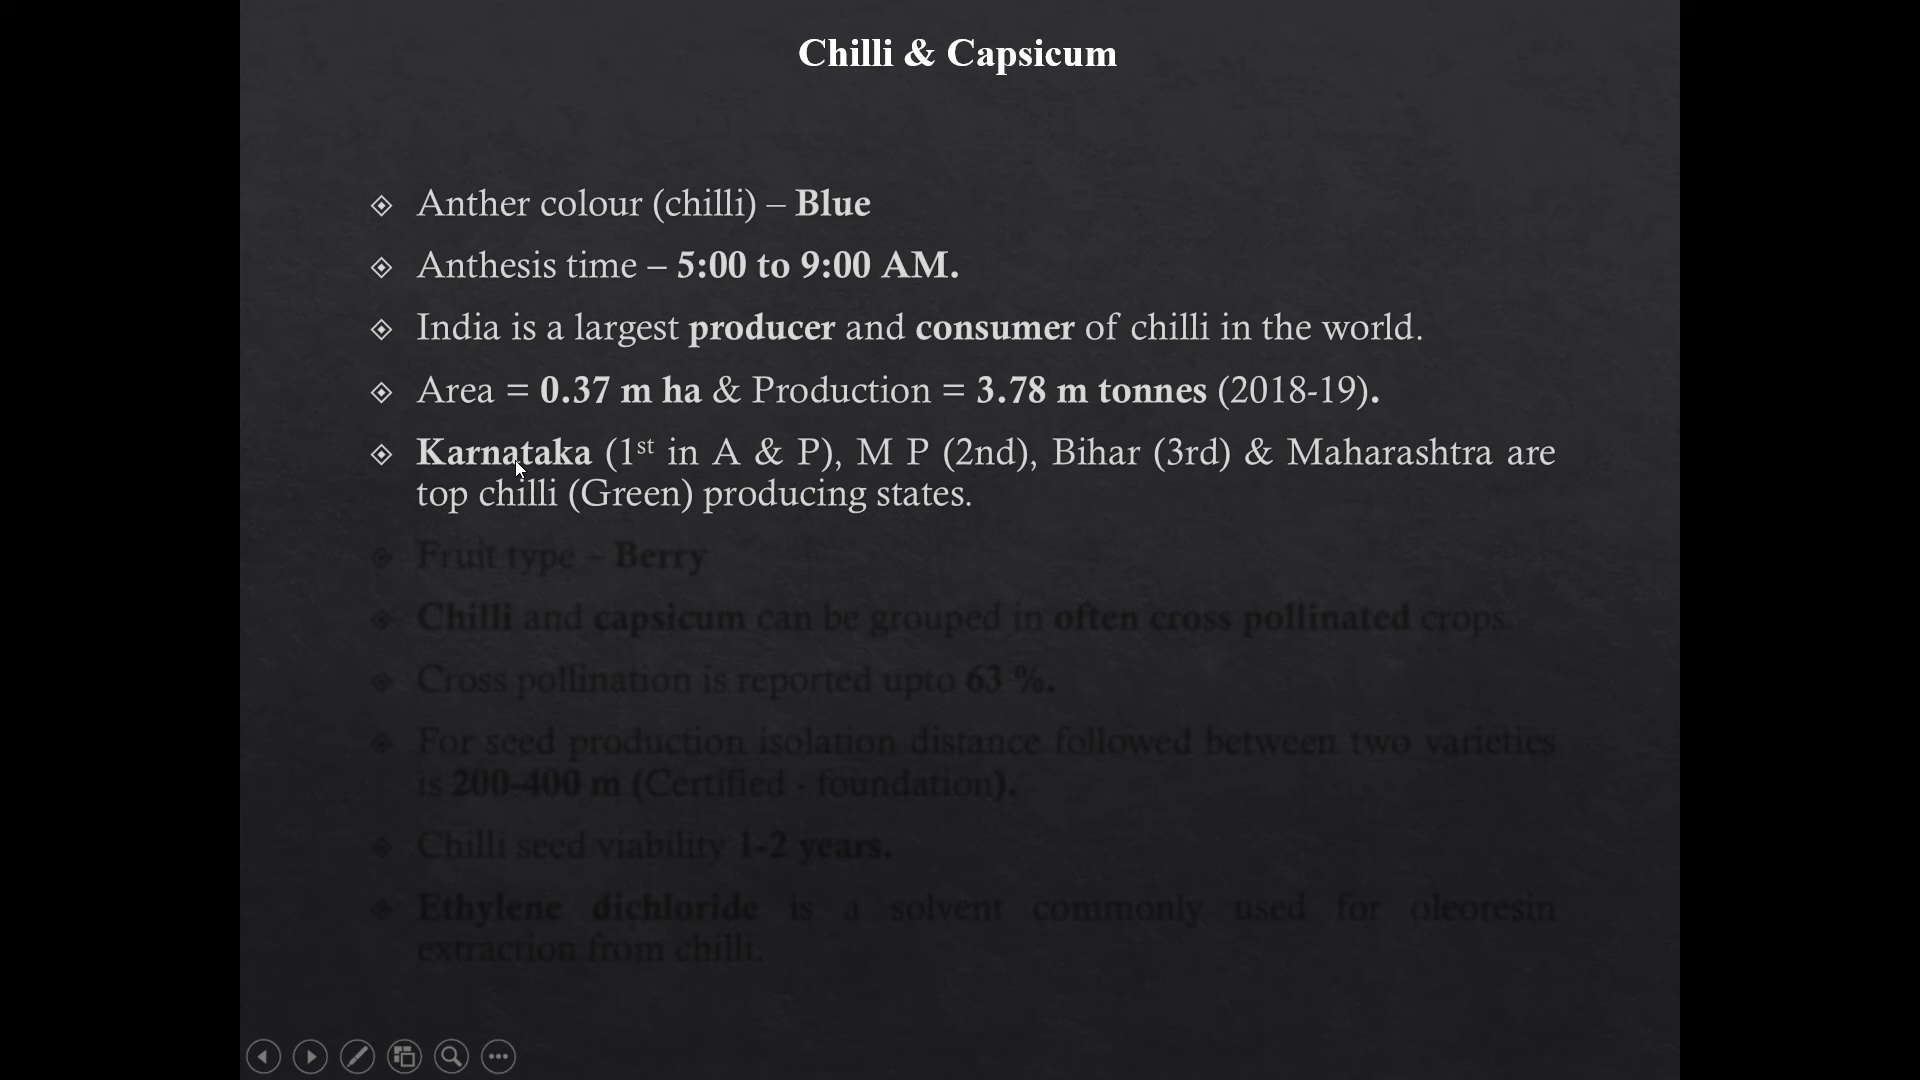 Chilli & Capsicum
Anther colour (chilli) – Blue
Anthesis time – 5:00 to 9:00 AM.
India is a largest producer and consumer of chilli in the world.
Area = 0.37 m ha & Production = 3.78 m tonnes (2018-19).
Karnataka (1st in A & P), M P (2nd), Bihar (3rd) & Maharashtra are
top chilli (Green) producing states.
Fruit type – Berry
Chilli and capsicum can be grouped in often cross pollinated crops.
Cross pollination is reported upto 63 %.
For seed production isolation distance followed between two varieties
is 200-400 m (Certified - foundation).
Chilli seed viability 1-2 years.
Ethylene dichloride is a solvent commonly used for oleoresin
extraction from chilli.